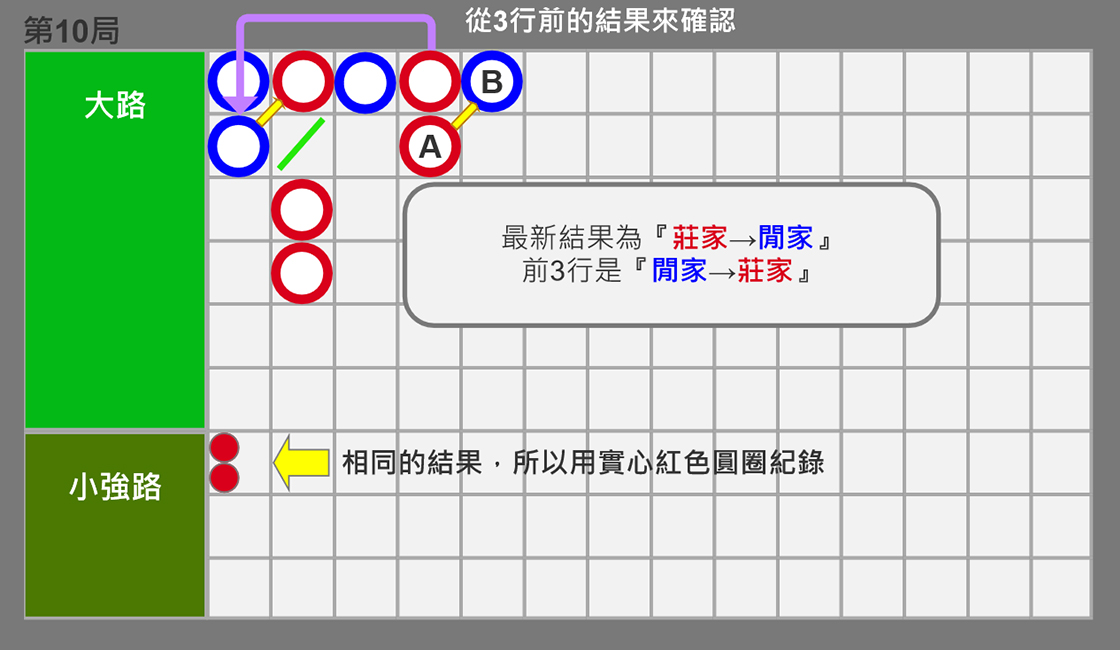 第10局
從3行前的結果來確認
大路
B
A
最新結果為『莊家→閒家』
前3行是『閒家→莊家』
小強路
相同的結果，所以用實心紅色圓圈紀錄